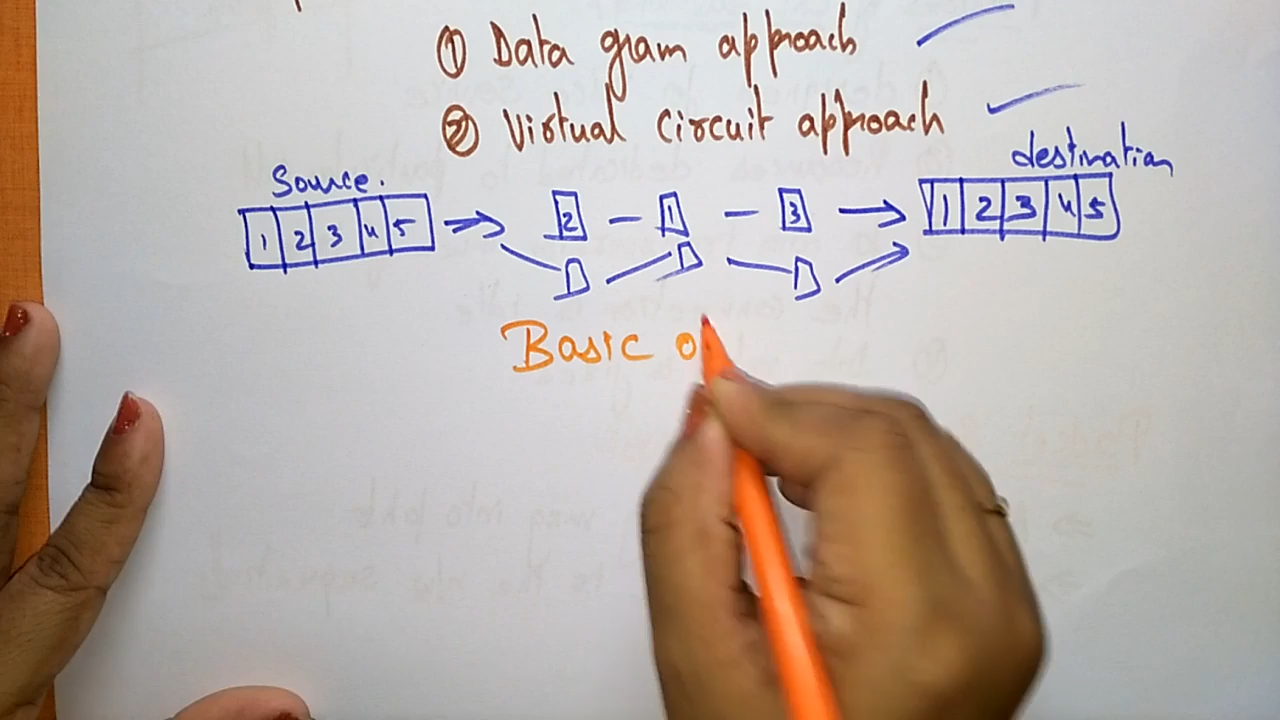 ① Data gram approach
② Virtual Circuit approach
Source. destination
1 2 3 4 5 2 1 3 1 2 3 4 5
Basic o